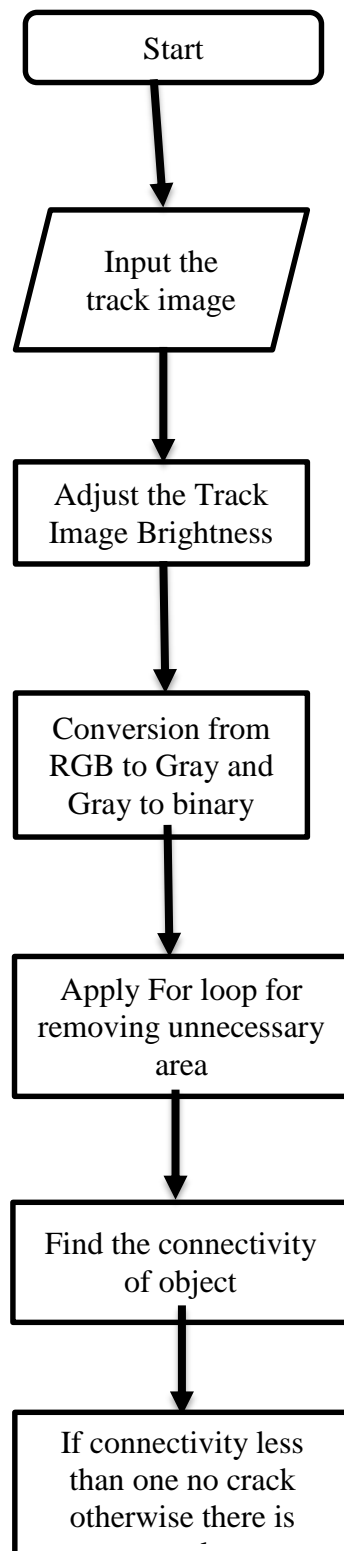 Start
Input the
track image
Adjust the Track
Image Brightness
Conversion from
RGB to Gray and
Gray to binary
Apply For loop for
removing unnecessary
area
Find the connectivity
of object
If connectivity less
than one no crack
otherwise there is